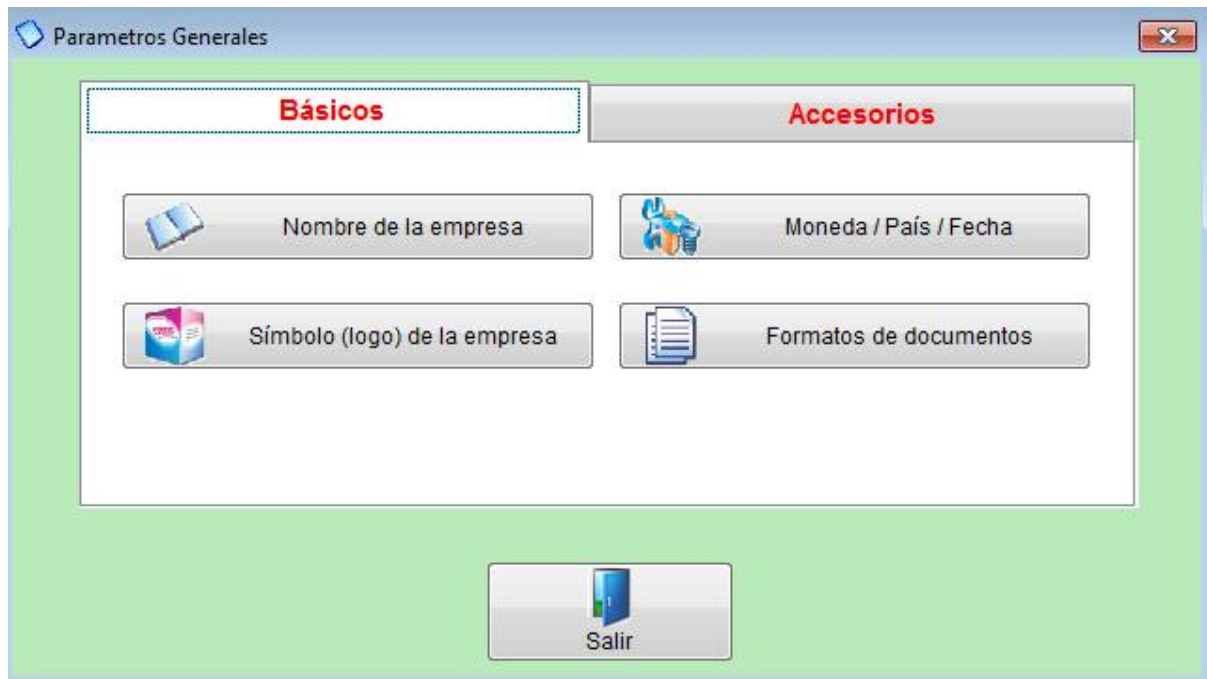 Parametros Generales
Básicos
Accesorios
Nombre de la empresa
Moneda / País / Fecha
Símbolo (logo) de la empresa
Formatos de documentos
Salir